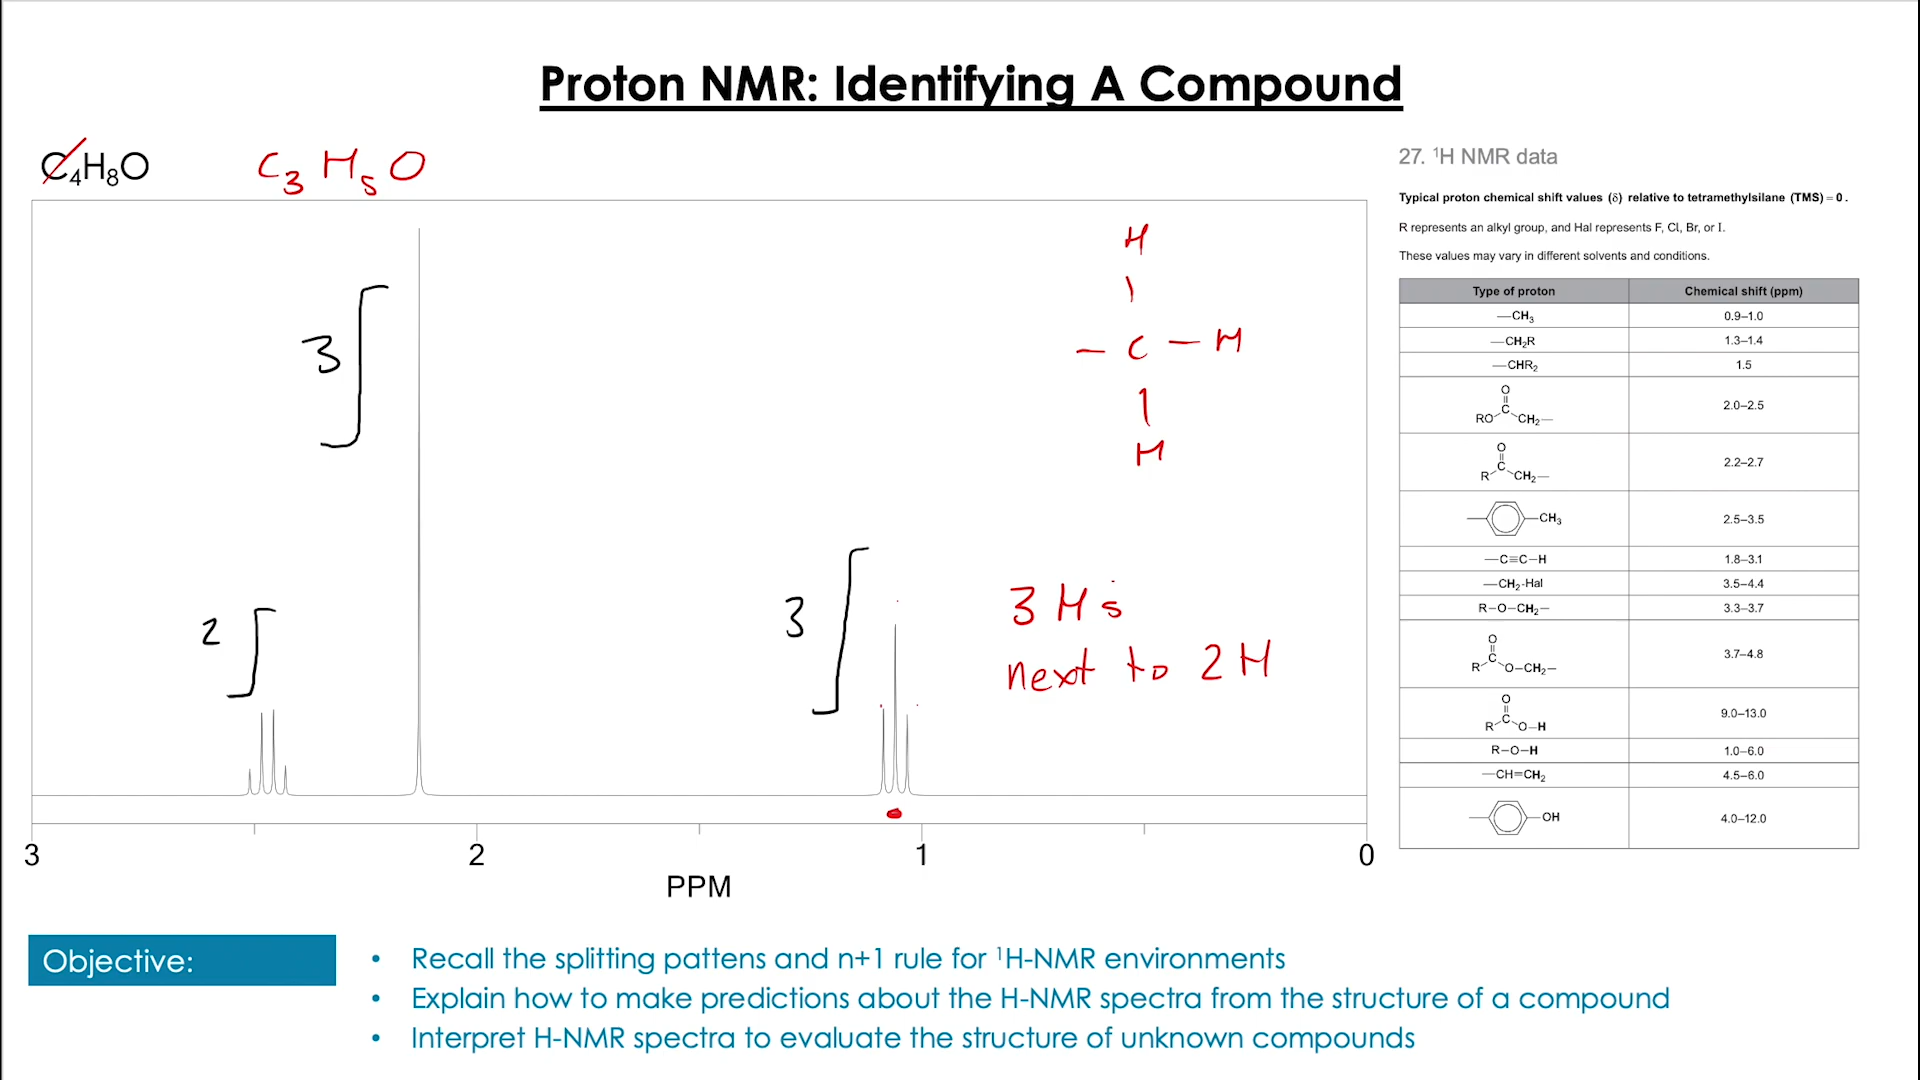 Proton NMR: Identifying A Compound
C₄H₈O
C₃H₅O
3
2
3
H
|
— C — H
|
H
3 Hs
next to 2H
3
2
1
0
PPM
27. ¹H NMR data
Typical proton chemical shift values (δ) relative to tetramethylsilane (TMS) = 0.
R represents an alkyl group, and Hal represents F, Cl, Br, or I.
These values may vary in different solvents and conditions.
Type of proton Chemical shift (ppm)
—CH₃ 0.9–1.0
—CH₂R 1.3–1.4
—CHR₂ 1.5
O
C
RO CH₂— 2.0–2.5
O
C
R CH₂— 2.2–2.7
—CH₃ 2.5–3.5
—C≡C–H 1.8–3.1
—CH₂-Hal 3.5–4.4
R–O–CH₂– 3.3–3.7
O
C
R O–CH₂– 3.7–4.8
O
C
R O–H 9.0–13.0
R–O–H 1.0–6.0
—CH=CH₂ 4.5–6.0
OH 4.0–12.0
Objective:
• Recall the splitting pattens and n+1 rule for ¹H-NMR environments
• Explain how to make predictions about the H-NMR spectra from the structure of a compound
• Interpret H-NMR spectra to evaluate the structure of unknown compounds